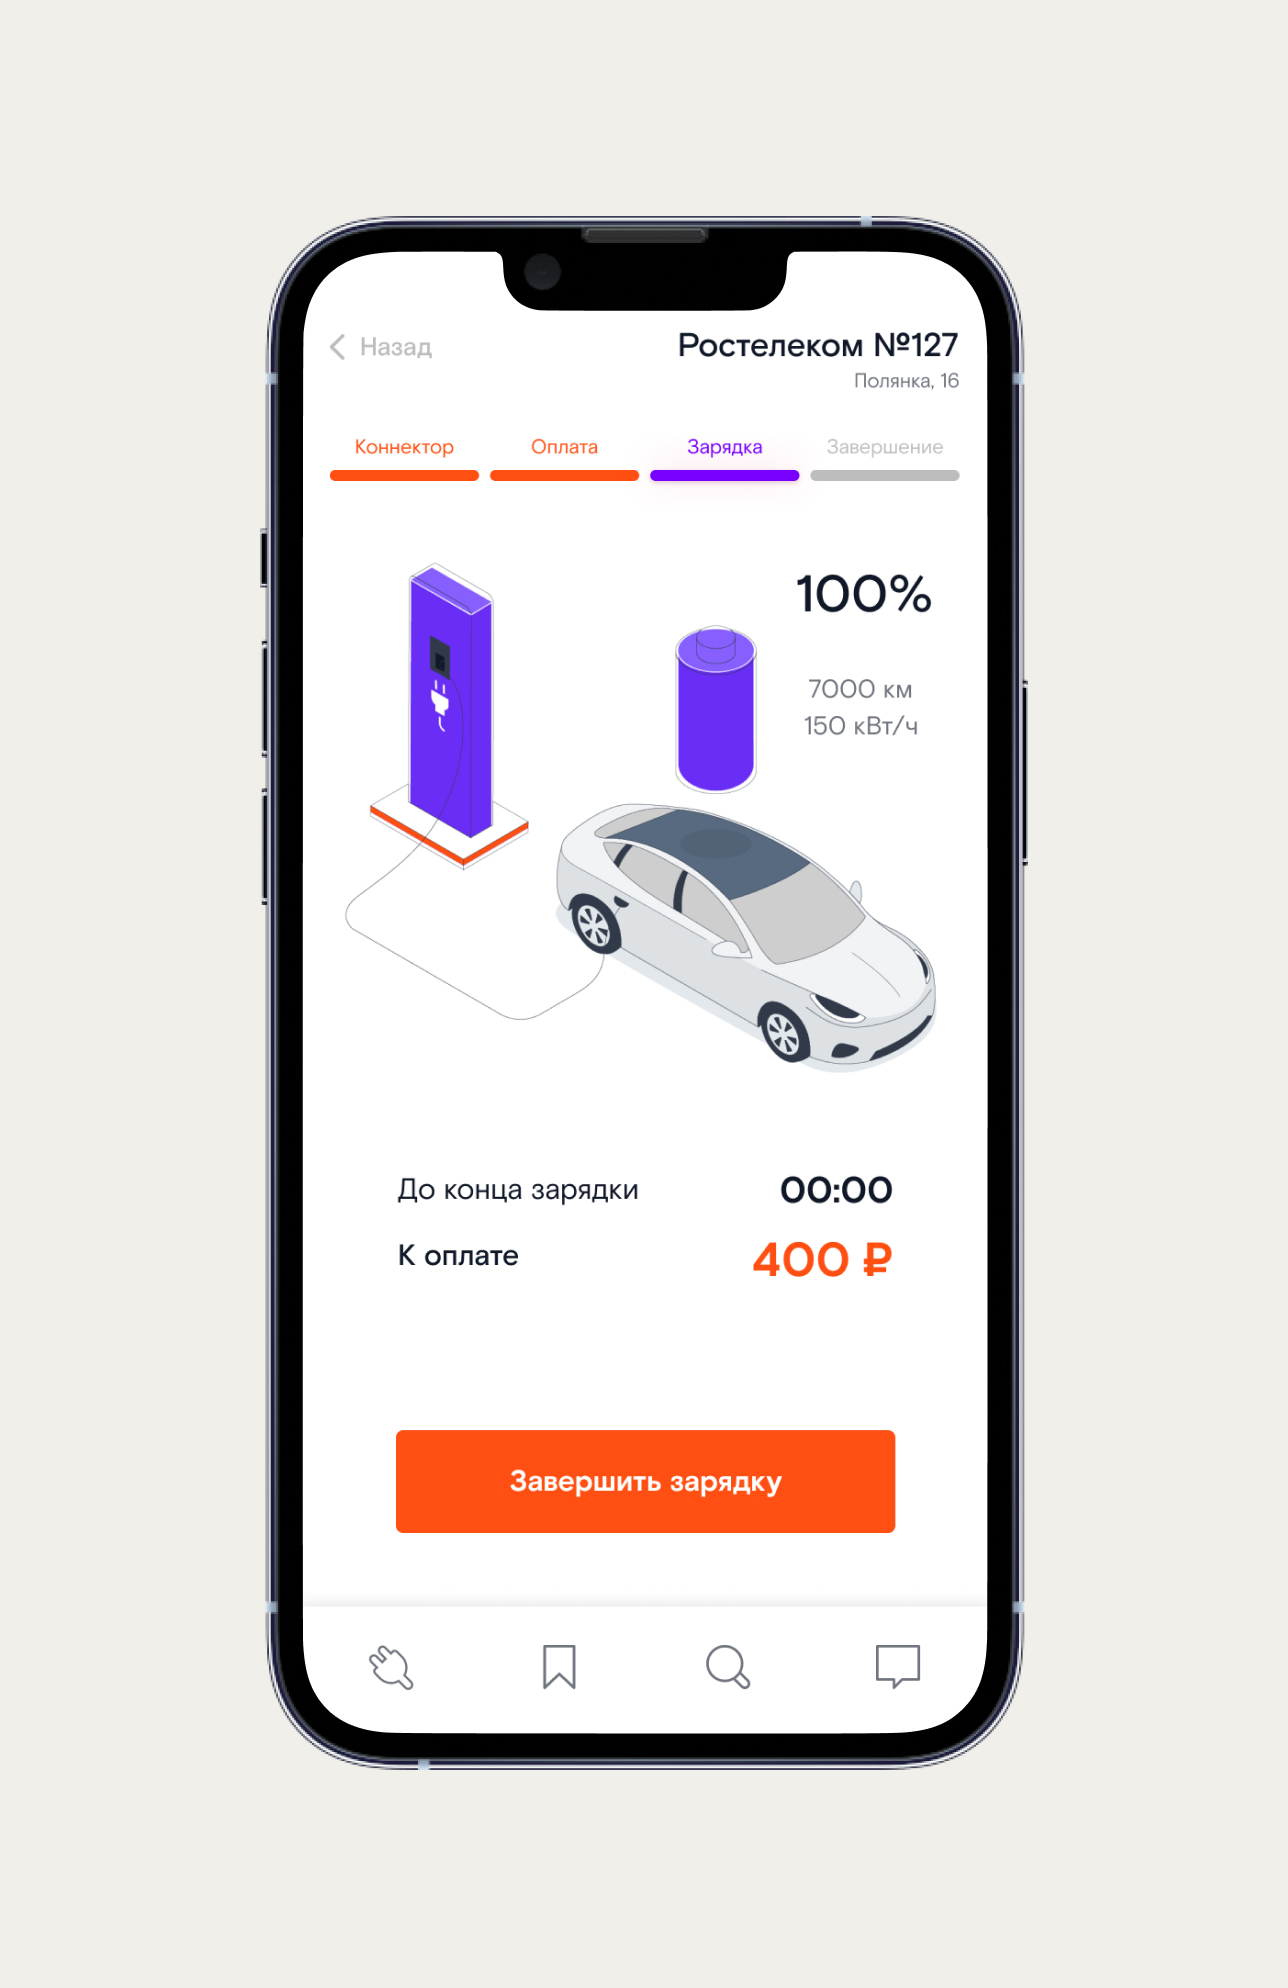 Назад
Ростелеком №127
Полянка, 16
Коннектор
Оплата
Зарядка
Завершение
100%
7000 км
150 кВт/ч
До конца зарядки
00:00
К оплате
400 ₽
Завершить зарядку